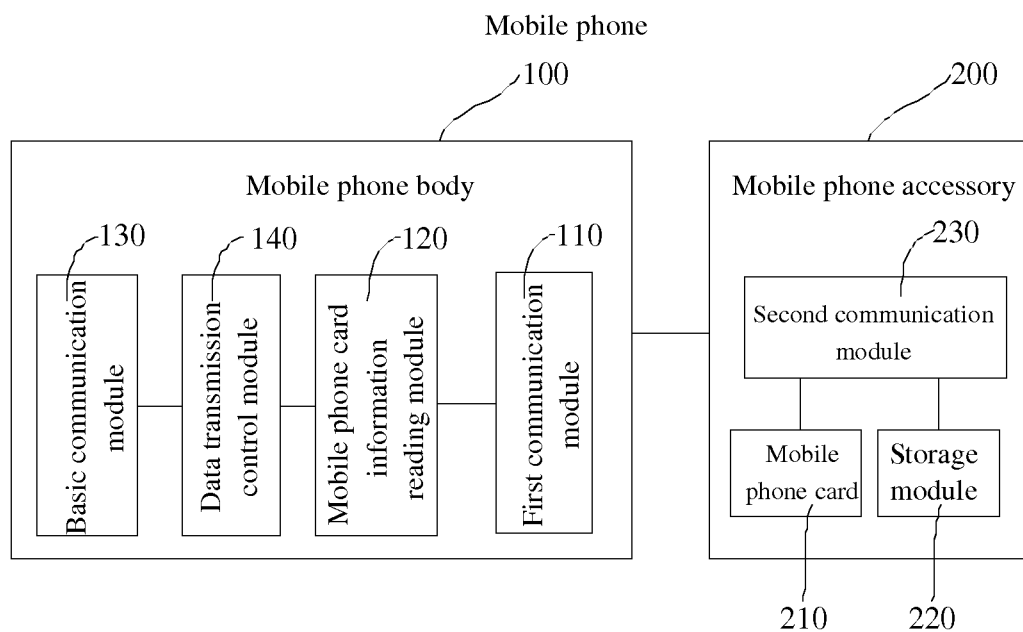 Mobile phone
100
200
Mobile phone body
Mobile phone accessory
130
140
120
110
230
Basic communication
module
Data transmission
control module
Mobile phone card
information
reading module
First communication
module
Second communication
module
Mobile
phone card
Storage
module
210
220